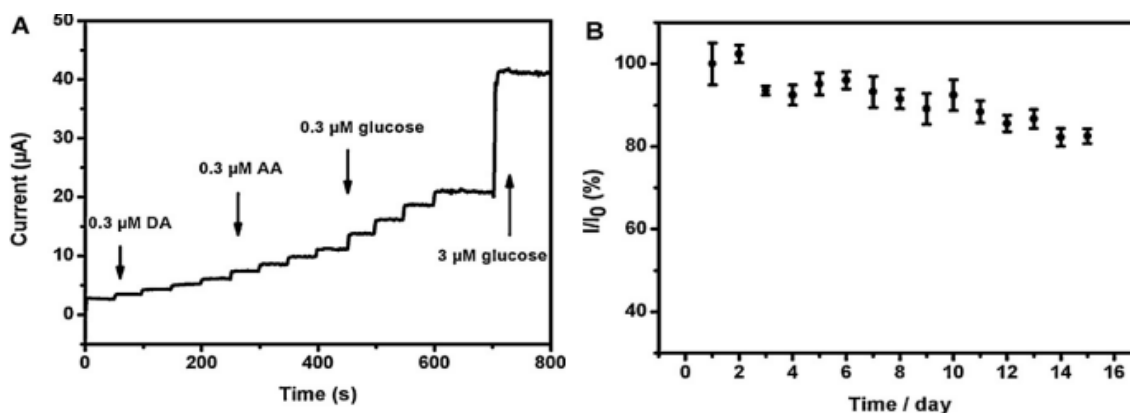 A
50
40
30
20
10
0
Current (µA)
0.3 µM DA
0.3 µM AA
0.3 µM glucose
3 µM glucose
0 200 400 600 800
Time (s)
B
100
80
60
40
I/I0 (%)
0 2 4 6 8 10 12 14 16
Time / day